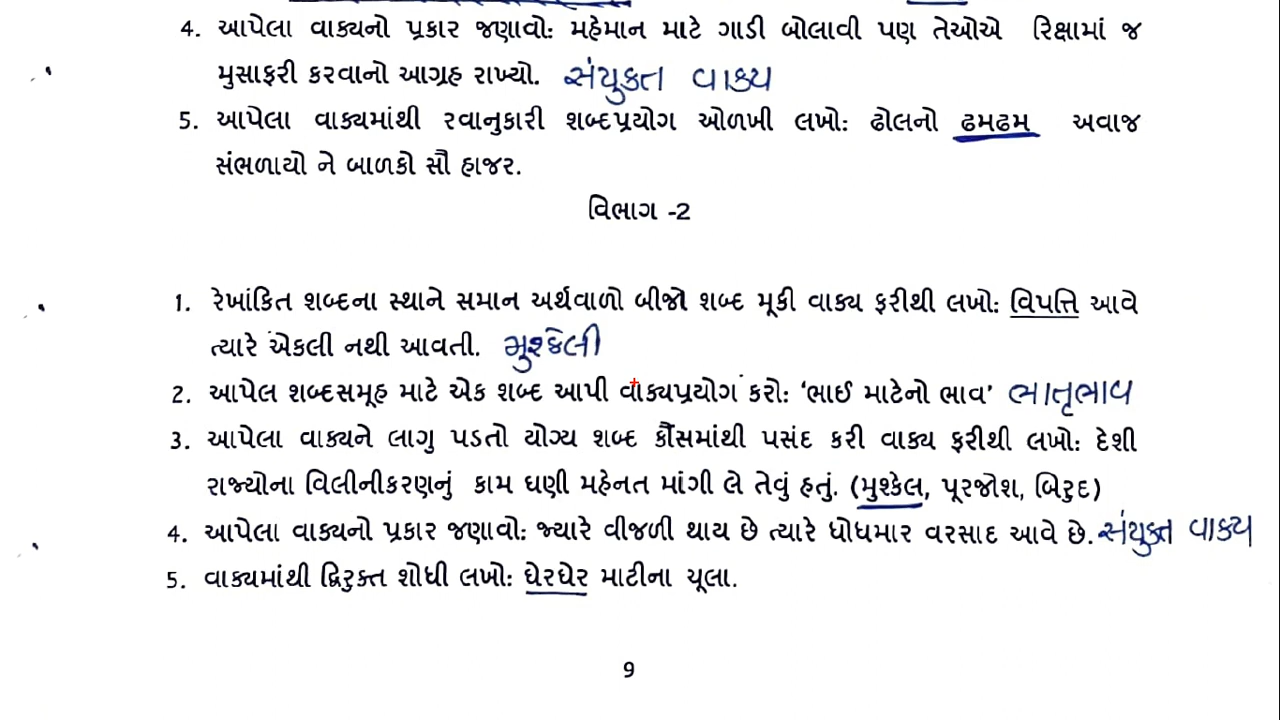 4. આપેલા વાક્યનો પ્રકાર જણાવો: મહેમાન માટે ગાડી બોલાવી પણ તેઓએ રિક્ષામાં જ
મુસાફરી કરવાનો આગ્રહ રાખ્યો. સંયુકત વાક્ય
5. આપેલા વાક્યમાંથી રવાનુકારી શબ્દપ્રયોગ ઓળખી લખો: ઢોલનો ઢમઢમ અવાજ
સંભળાયો ને બાળકો સૌ હાજર.
વિભાગ -2
1. રેખાંકિત શબ્દના સ્થાને સમાન અર્થવાળો બીજો શબ્દ મૂકી વાક્ય ફરીથી લખો: વિપત્તિ આવે
ત્યારે એકલી નથી આવતી. મુશ્કેલી
2. આપેલ શબ્દસમૂહ માટે એક શબ્દ આપી વાક્યપ્રયોગ કરો: ‘ભાઈ માટેનો ભાવ’ ભાતૃભાવ
3. આપેલા વાક્યને લાગુ પડતો યોગ્ય શબ્દ કૌંસમાંથી પસંદ કરી વાક્ય ફરીથી લખો: દેશી
રાજ્યોના વિલીનીકરણનું કામ ઘણી મહેનત માંગી લે તેવું હતું. (મુશ્કેલ, પૂરજોશ, બિરુદ)
4. આપેલા વાક્યનો પ્રકાર જણાવો: જ્યારે વીજળી થાય છે ત્યારે ધોધમાર વરસાદ આવે છે. સંયુક્ત વાક્ય
5. વાક્યમાંથી દ્વિરુક્ત શોધી લખો: ઘેરઘેર માટીના ચૂલા.
9